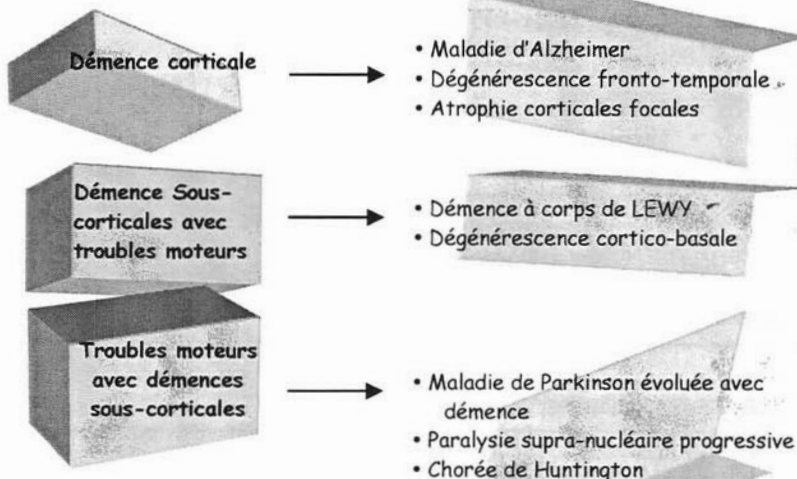 Démence corticale
• Maladie d'Alzheimer
• Dégénérescence fronto-temporale
• Atrophie corticales focales
Démence Sous-
corticales avec
troubles moteurs
• Démence à corps de LEWY
• Dégénérescence cortico-basale
Troubles moteurs
avec démences
sous-corticales
• Maladie de Parkinson évoluée avec
démence
• Paralysie supra-nucléaire progressive
• Chorée de Huntington